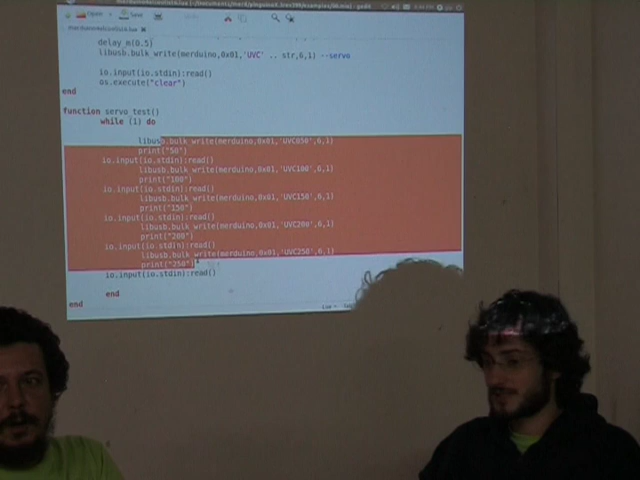 delay_m(0.5)
libusb.bulk_write(merduino,0x01,'UVC' .. str,6,1) --servo
io.input(io.stdin):read()
os.execute("clear")
end
function servo_test()
while (1) do
libusb.bulk_write(merduino,0x01,'UVC050',6,1)
print("50")
io.input(io.stdin):read()
libusb.bulk_write(merduino,0x01,'UVC100',6,1)
print("100")
io.input(io.stdin):read()
libusb.bulk_write(merduino,0x01,'UVC150',6,1)
print("150")
io.input(io.stdin):read()
libusb.bulk_write(merduino,0x01,'UVC200',6,1)
print("200")
io.input(io.stdin):read()
libusb.bulk_write(merduino,0x01,'UVC250',6,1)
print("250")
io.input(io.stdin):read()
end
end